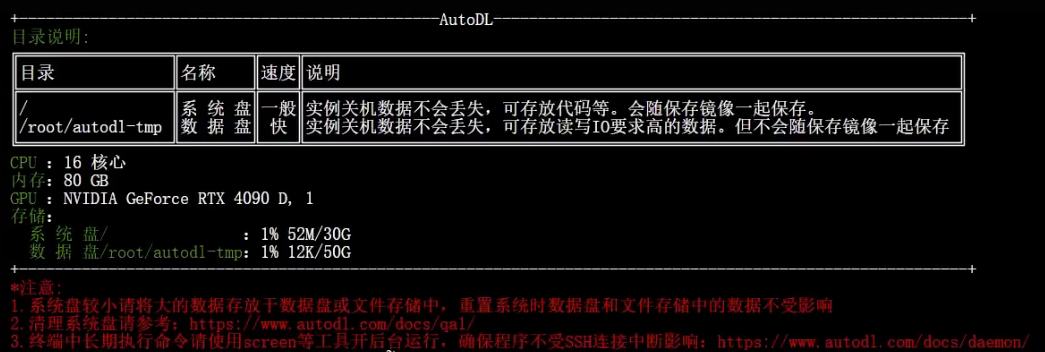 AutoDL
目录说明:
目录 名称 速度 说明
/ 系 统 盘 一般 实例关机数据不会丢失，可存放代码等。会随保存镜像一起保存。
/root/autodl-tmp 数 据 盘 快 实例关机数据不会丢失，可存放读写IO要求高的数据。但不会随保存镜像一起保存
CPU : 16 核心
内存: 80 GB
GPU : NVIDIA GeForce RTX 4090 D, 1
存储:
系 统 盘/ : 1% 52M/30G
数 据 盘/root/autodl-tmp: 1% 12K/50G
*注意:
1.系统盘较小请将大的数据存放于数据盘或文件存储中，重置系统时数据盘和文件存储中的数据不受影响
2.清理系统盘请参考: https://www.autodl.com/docs/qa1/
3.终端中长期执行命令请使用screen等工具开后台运行，确保程序不受SSH连接中断影响: https://www.autodl.com/docs/daemon/